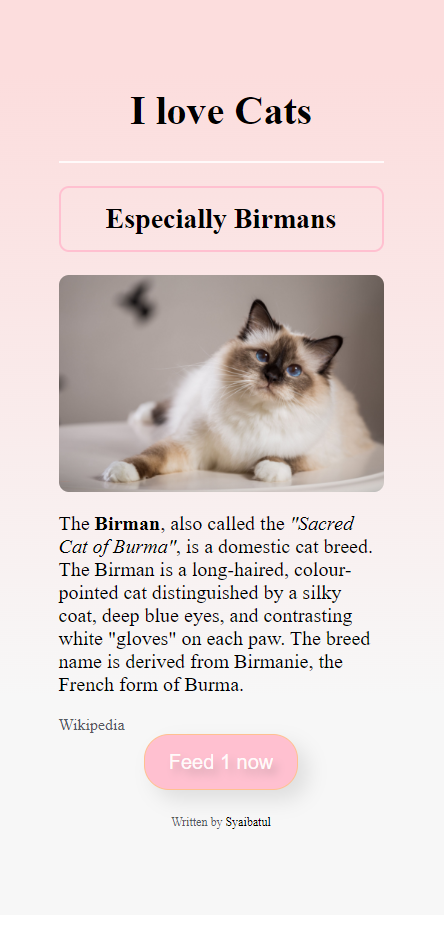 I love Cats
Especially Birmans
The Birman, also called the "Sacred
Cat of Burma", is a domestic cat breed.
The Birman is a long-haired, colour-
pointed cat distinguished by a silky
coat, deep blue eyes, and contrasting
white "gloves" on each paw. The breed
name is derived from Birmanie, the
French form of Burma.
Wikipedia
Feed 1 now
Written by Syaibatul